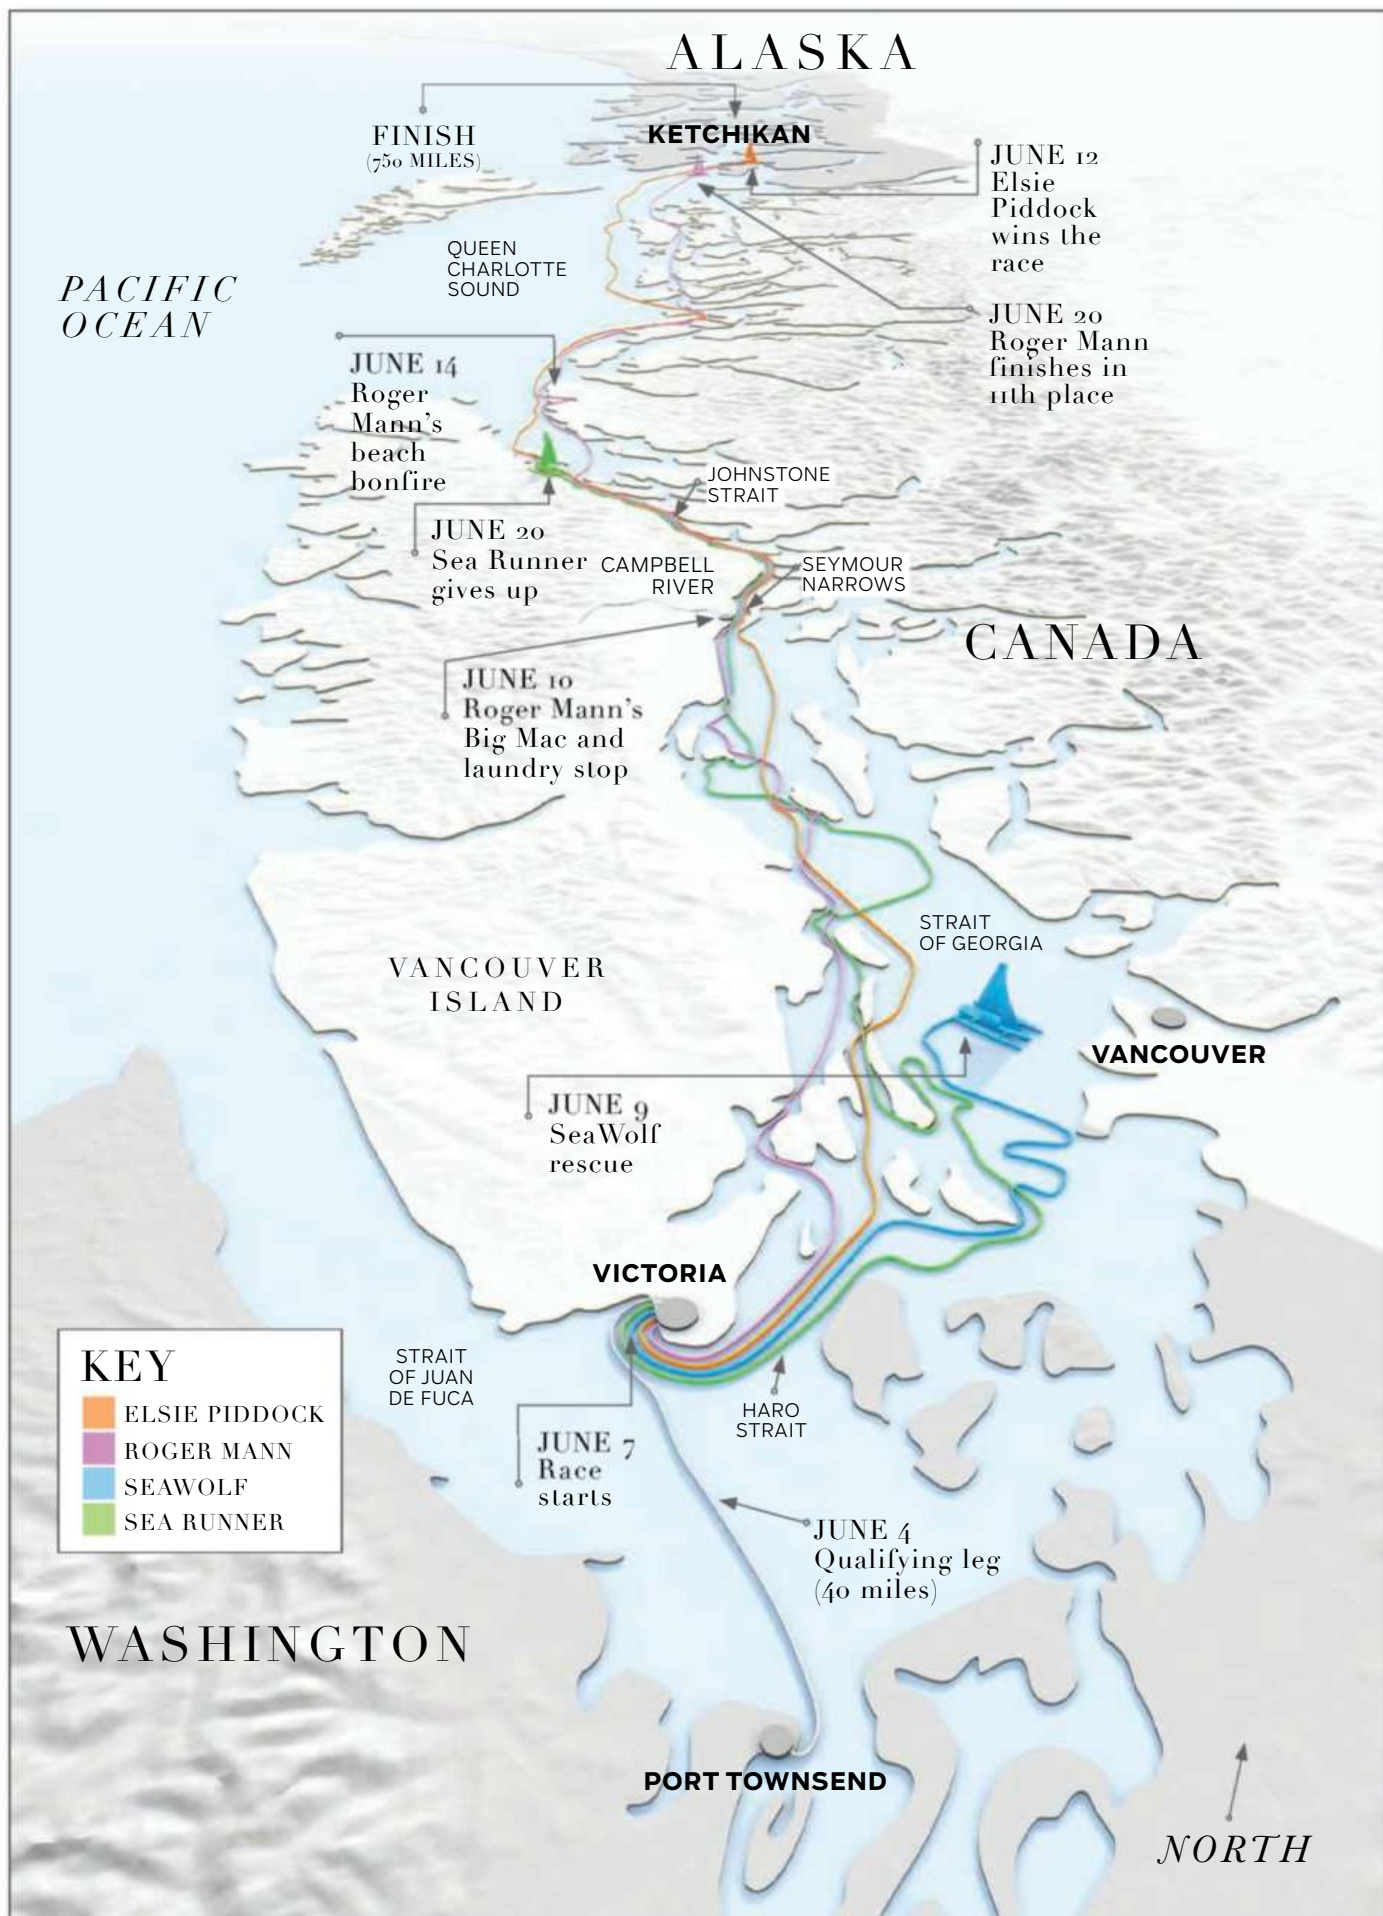 ALASKA
FINISH
(750 MILES)
KETCHIKAN
JUNE 12
Elsie
Piddock
wins the
race
QUEEN
CHARLOTTE
SOUND
PACIFIC
OCEAN
JUNE 20
Roger Mann
finishes in
11th place
JUNE 14
Roger
Mann's
beach
bonfire
JOHNSTONE
STRAIT
JUNE 20
Sea Runner
gives up
CAMPBELL
RIVER
SEYMOUR
NARROWS
CANADA
JUNE 10
Roger Mann's
Big Mac and
laundry stop
STRAIT
OF GEORGIA
VANCOUVER
ISLAND
VANCOUVER
JUNE 9
SeaWolf
rescue
VICTORIA
KEY
ELSIE PIDDOCK
ROGER MANN
SEAWOLF
SEA RUNNER
STRAIT
OF JUAN
DE FUCA
HARO
STRAIT
JUNE 7
Race
starts
JUNE 4
Qualifying leg
(40 miles)
WASHINGTON
PORT TOWNSEND
NORTH